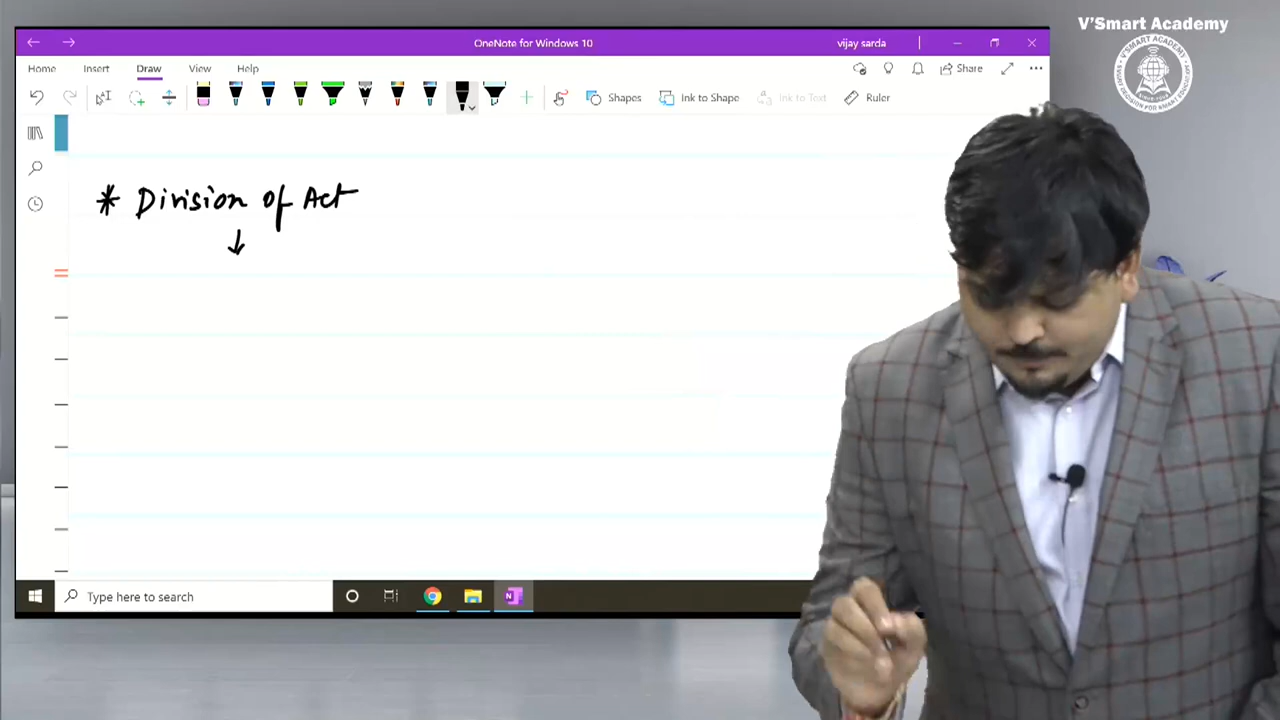 V'Smart Academy
OneNote for Windows 10
vijay sarda
Home Insert Draw View Help
Share
Shapes Ink to Shape Ink to Text Ruler
* Division of Act
↓
Type here to search